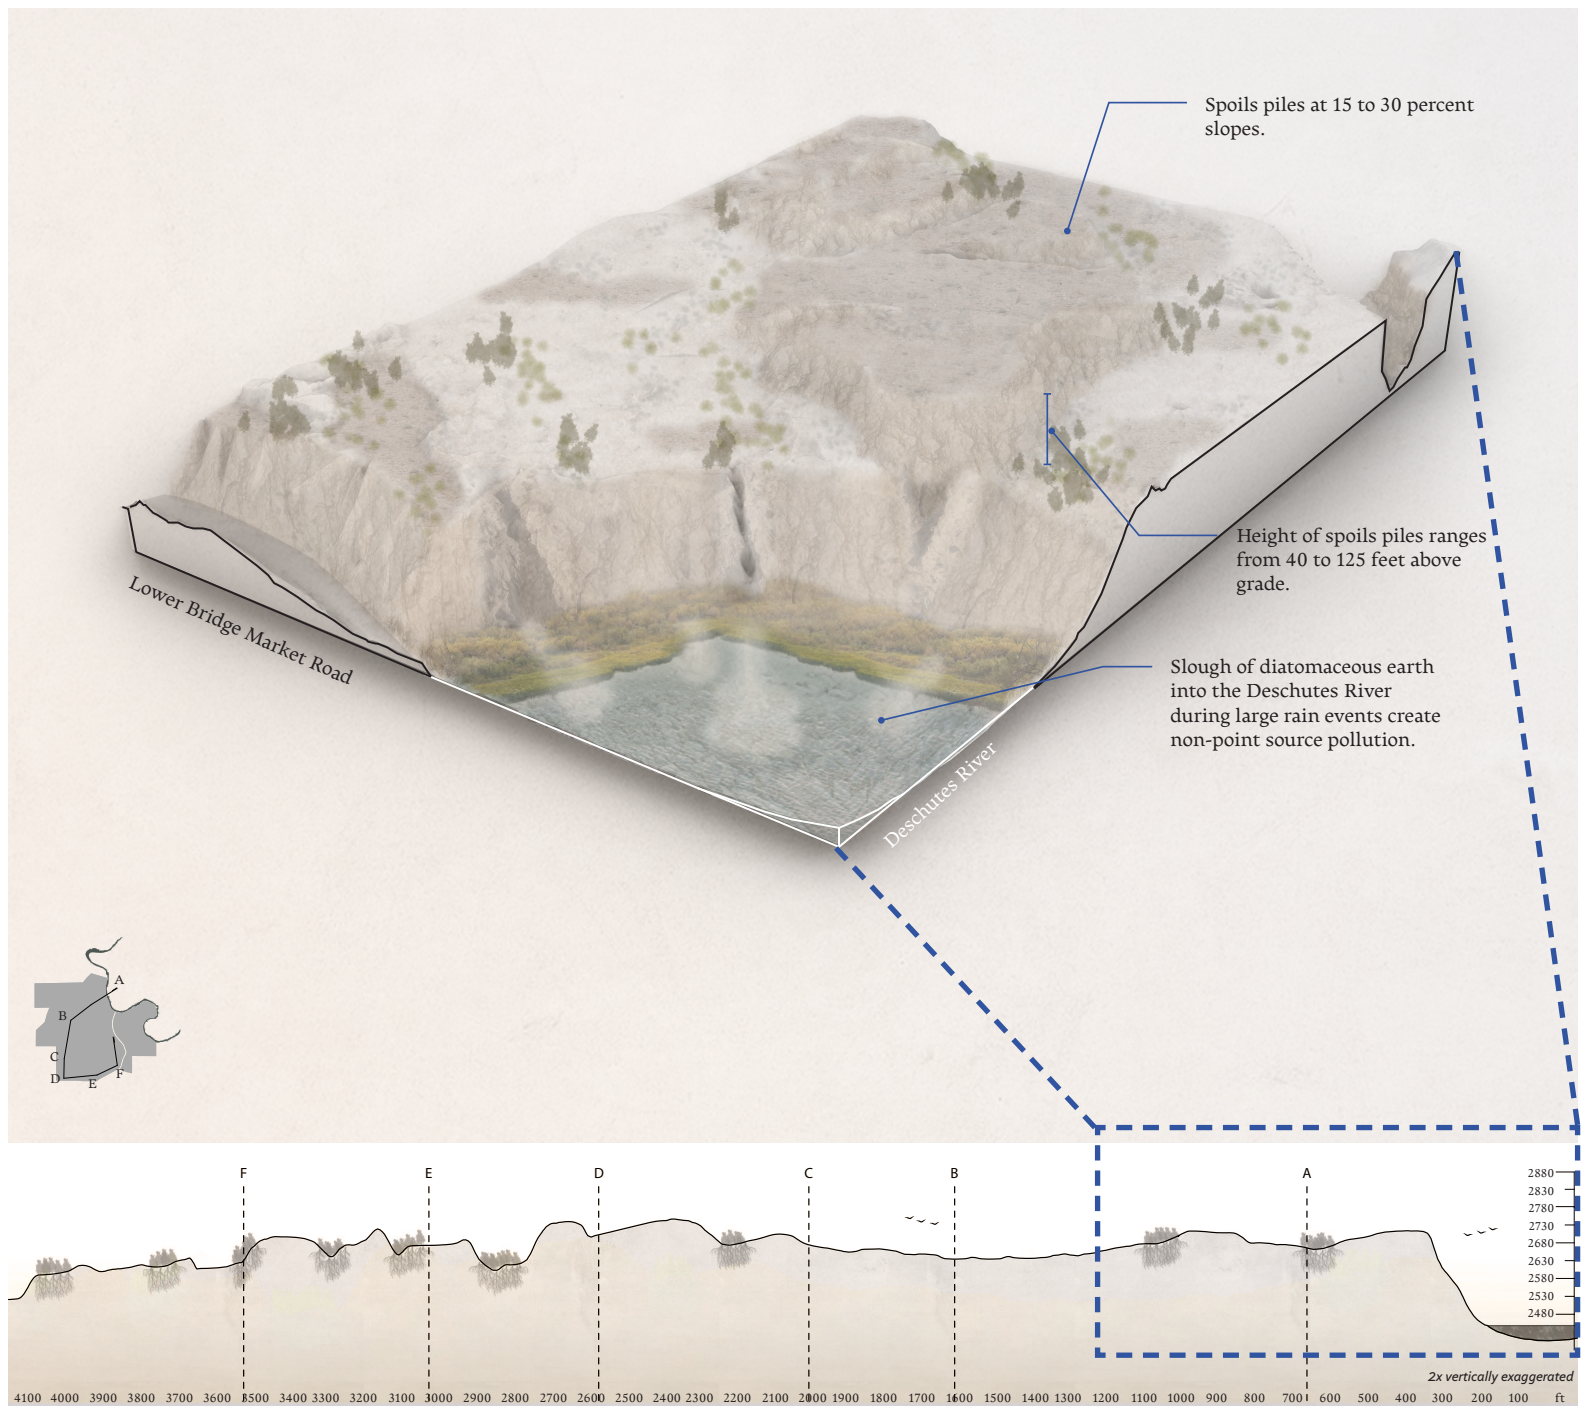 Spoils piles at 15 to 30 percent
slopes.
Height of spoils piles ranges
from 40 to 125 feet above
grade.
Lower Bridge Market Road
Slough of diatomaceous earth
into the Deschutes River
during large rain events create
non-point source pollution.
Deschutes River
A
B
C
D
E
F
F E D C B A
2880
2830
2780
2730
2680
2630
2580
2530
2480
2x vertically exaggerated
4100 4000 3900 3800 3700 3600 3500 3400 3300 3200 3100 3000 2900 2800 2700 2600 2500 2400 2300 2200 2100 2000 1900 1800 1700 1600 1500 1400 1300 1200 1100 1000 900 800 700 600 500 400 300 200 100 ft